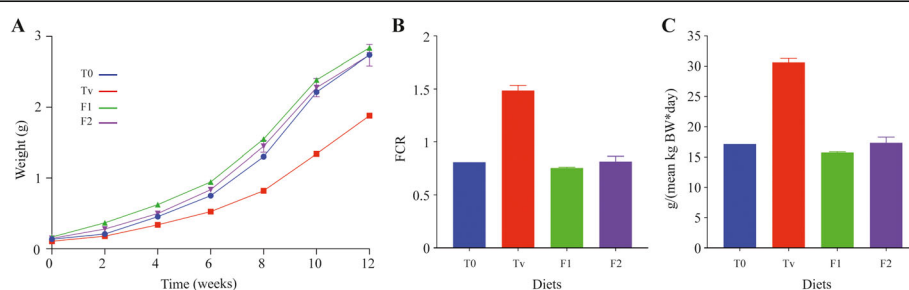 A
Weight (g)
3
2
1
0
T0
Tv
F1
F2
0 2 4 6 8 10 12
Time (weeks)
B
FCR
2
1.5
1
0.5
0
T0 Tv F1 F2
Diets
C
g/(mean kg BW*day)
35
30
25
20
15
10
5
0
T0 Tv F1 F2
Diets